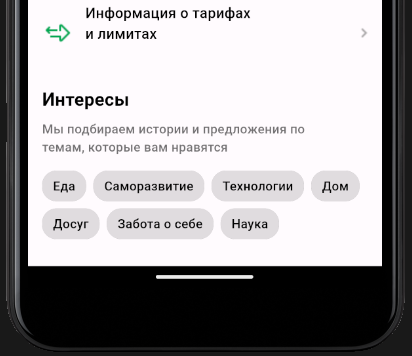 Информация о тарифах
и лимитах
Интересы
Мы подбираем истории и предложения по
темам, которые вам нравятся
Еда Саморазвитие Технологии Дом
Досуг Забота о себе Наука